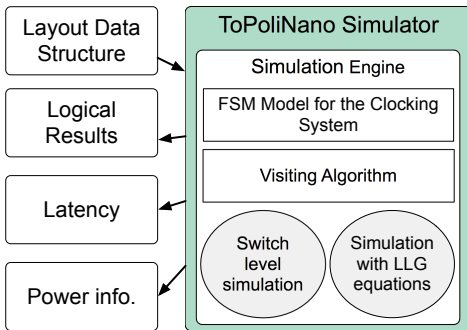 Layout Data
Structure
Logical
Results
Latency
Power info.
ToPoliNano Simulator
Simulation Engine
FSM Model for the Clocking
System
Visiting Algorithm
Switch
level
simulation
Simulation
with LLG
equations